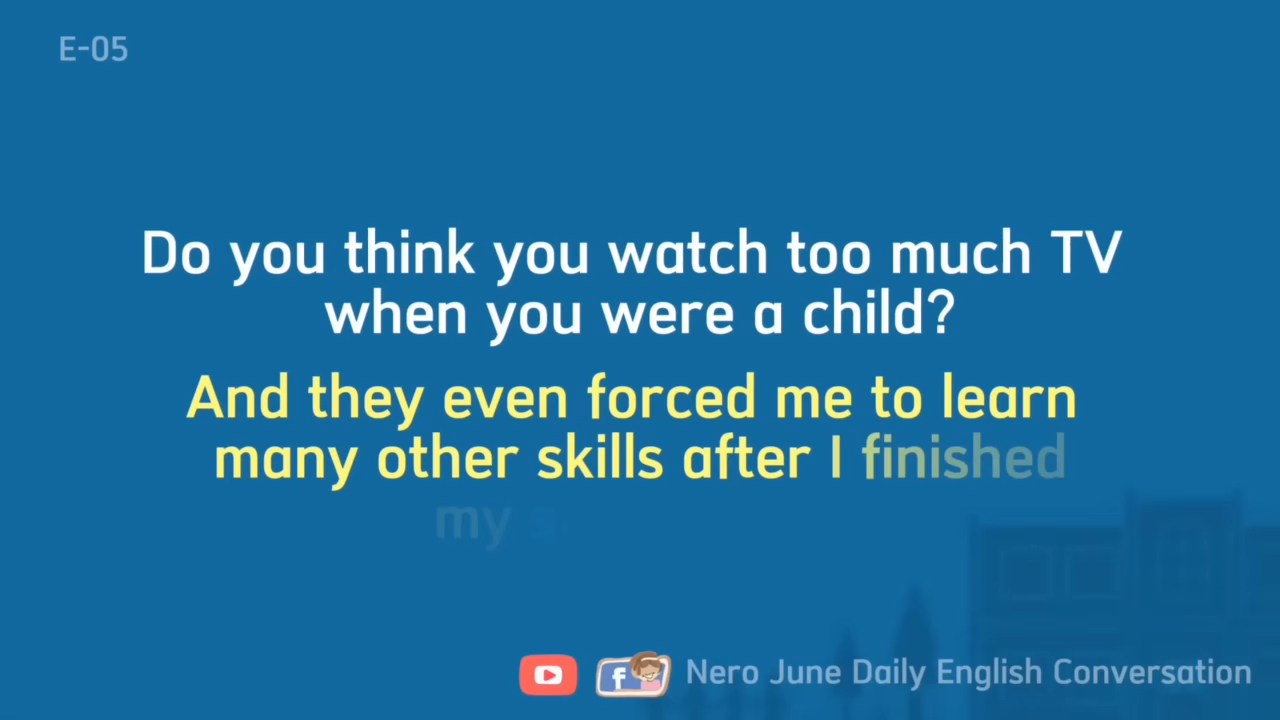 E-05
Do you think you watch too much TV
when you were a child?
And they even forced me to learn
many other skills after I finished
my
Nero June Daily English Conversation